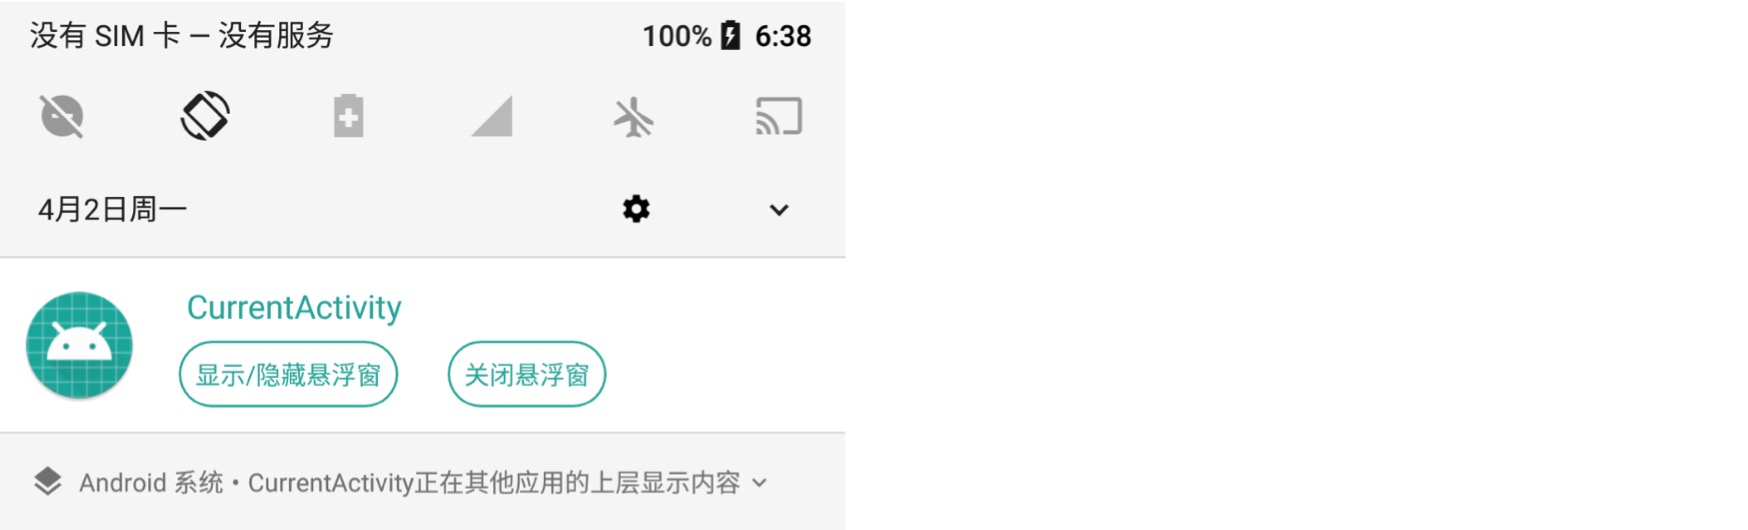 没有 SIM 卡 — 没有服务 100% 6:38
4月2日周一
CurrentActivity
显示/隐藏悬浮窗 关闭悬浮窗
Android 系统 • CurrentActivity正在其他应用的上层显示内容